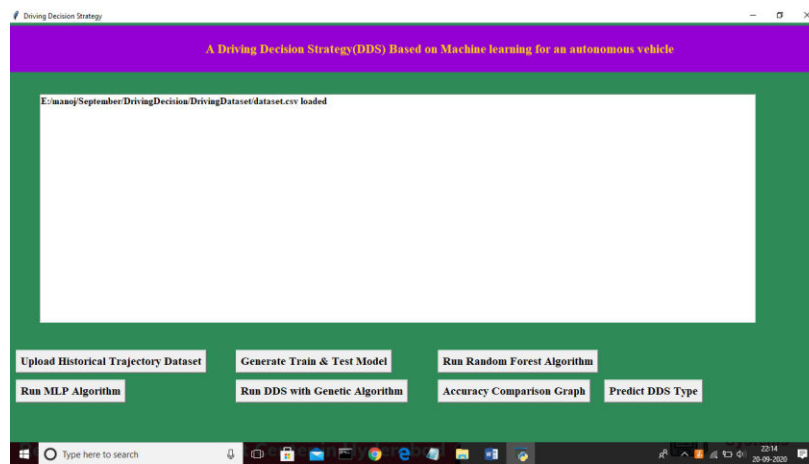 Driving Decision Strategy
A Driving Decision Strategy(DDS) Based on Machine learning for an autonomous vehicle
E:/manoj/September/DrivingDecision/DrivingDataset/dataset.csv loaded
Upload Historical Trajectory Dataset
Generate Train & Test Model
Run Random Forest Algorithm
Run MLP Algorithm
Run DDS with Genetic Algorithm
Accuracy Comparison Graph
Predict DDS Type
Type here to search
22:14
20-09-2020